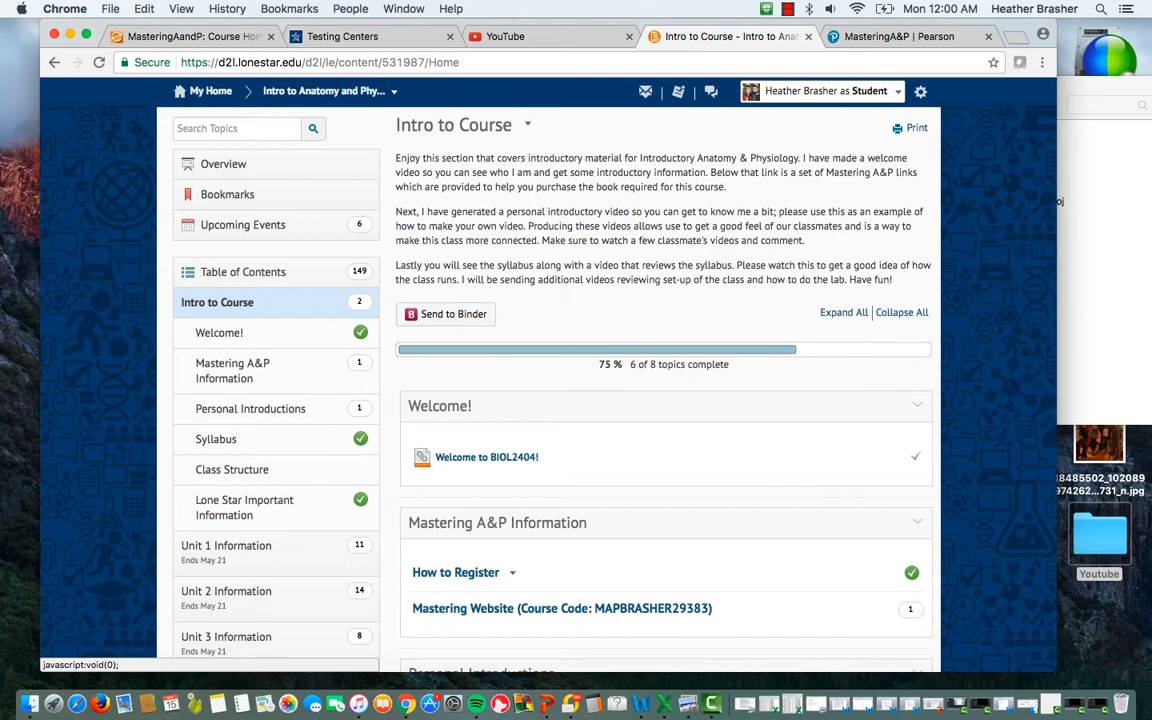 Chrome File Edit View History Bookmarks People Window Help Mon 12:00 AM Heather Brasher
MasteringAandP: Course Hom
Testing Centers
YouTube
Intro to Course - Intro to Anat
MasteringA&P | Pearson
Secure https://d2l.lonestar.edu/d2l/le/content/531987/Home
My Home Intro to Anatomy and Phy... Heather Brasher as Student
Search Topics
Overview
Bookmarks
Upcoming Events 6
Table of Contents 149
Intro to Course 2
Welcome!
Mastering A&P
Information
1
Personal Introductions 1
Syllabus
Class Structure
Lone Star Important
Information
Unit 1 Information 11
Ends May 21
Unit 2 Information 14
Ends May 21
Unit 3 Information 8
Ends May 21
javascript:void(0);
Intro to Course
Print
Enjoy this section that covers introductory material for Introductory Anatomy & Physiology. I have made a welcome
video so you can see who I am and get some introductory information. Below that link is a set of Mastering A&P links
which are provided to help you purchase the book required for this course.
Next, I have generated a personal introductory video so you can get to know me a bit; please use this as an example of
how to make your own video. Producing these videos allows use to get a good feel of our classmates and is a way to
make this class more connected. Make sure to watch a few classmate's videos and comment.
Lastly you will see the syllabus along with a video that reviews the syllabus. Please watch this to get a good idea of how
the class runs. I will be sending additional videos reviewing set-up of the class and how to do the lab. Have fun!
Send to Binder
Expand All | Collapse All
75 % 6 of 8 topics complete
Welcome!
Welcome to BIOL2404!
Mastering A&P Information
How to Register
Mastering Website (Course Code: MAPBRASHER29383) 1
Personal Introductions
oj
18485502_102089
974262..._731_n.jpg
Youtube